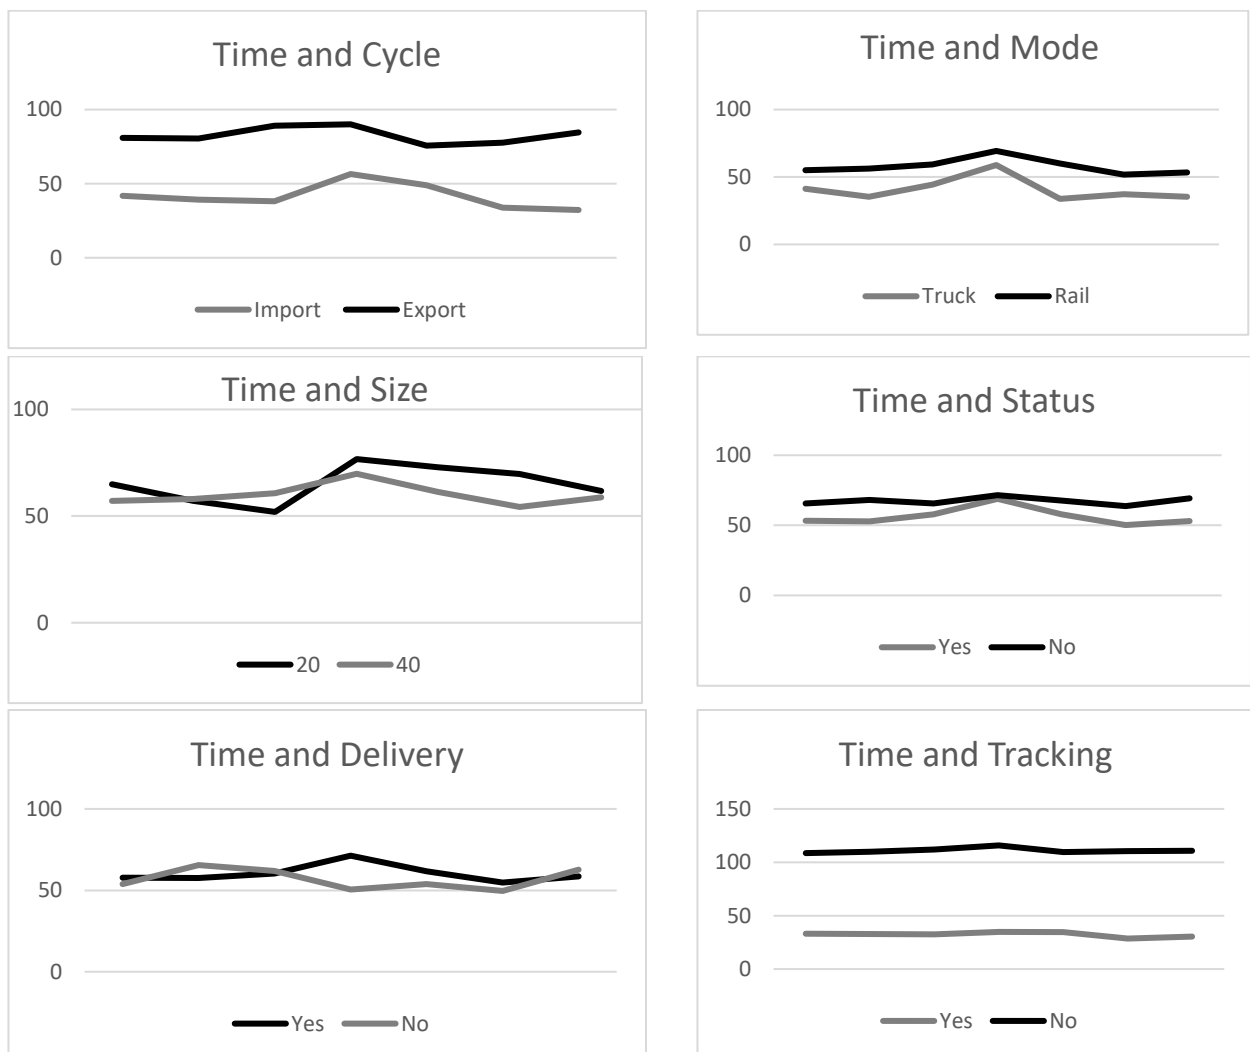 Time and Cycle
100
50
0
Import Export
Time and Mode
100
50
0
Truck Rail
Time and Size
100
50
0
20 40
Time and Status
100
50
0
Yes No
Time and Delivery
100
50
0
Yes No
Time and Tracking
150
100
50
0
Yes No